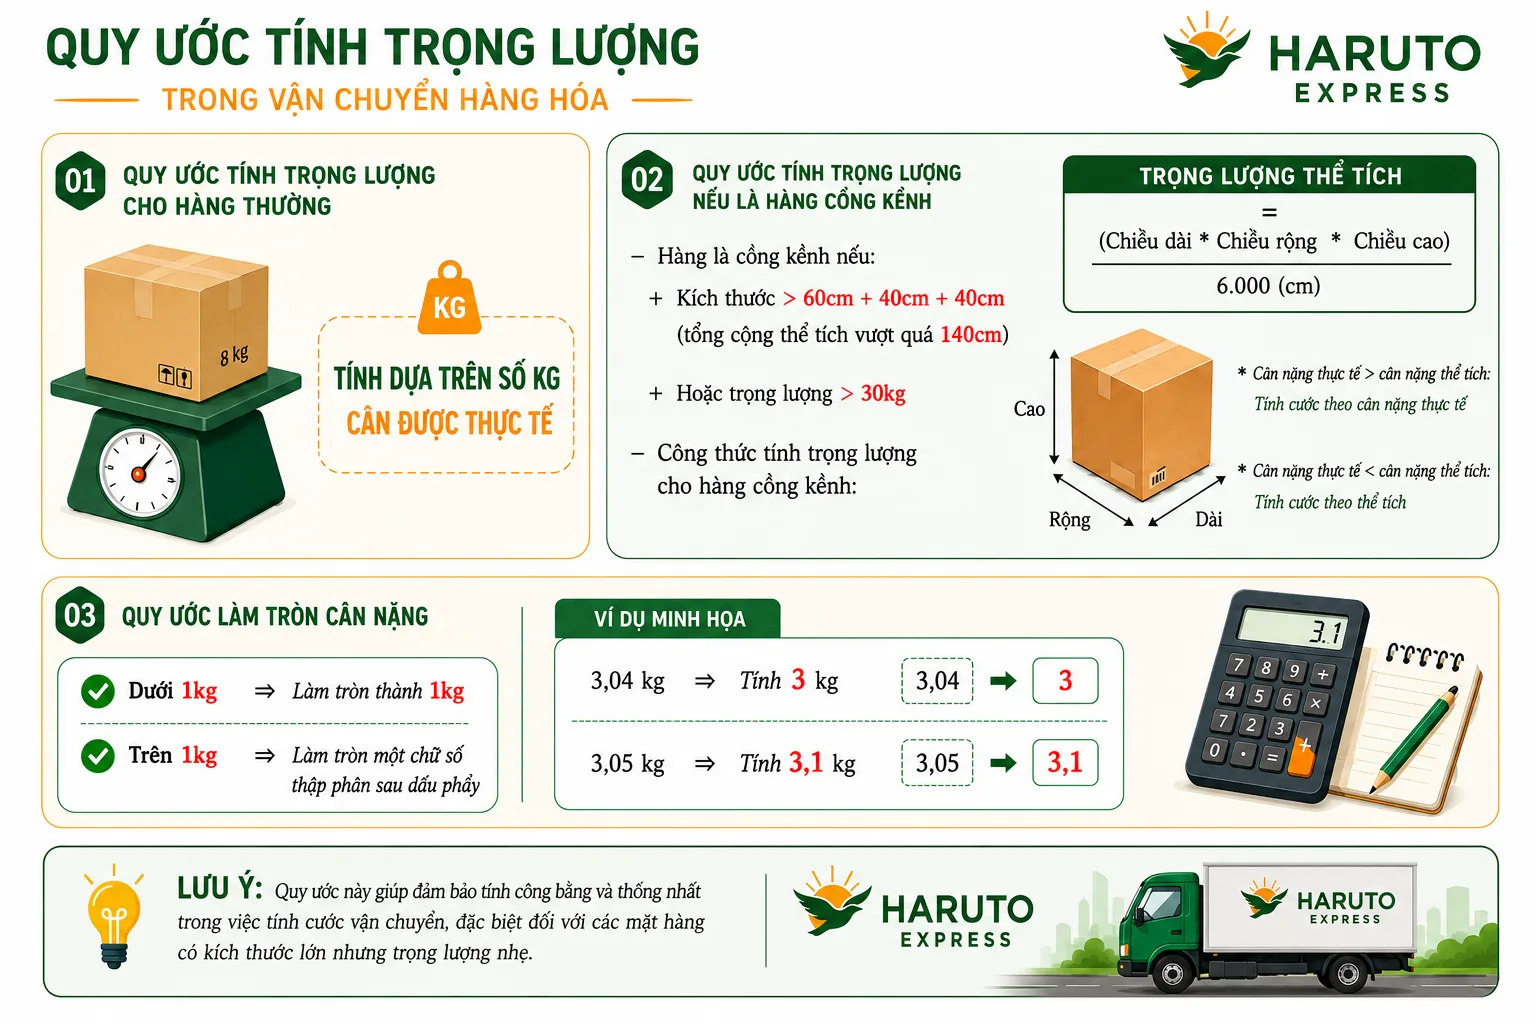 QUY ƯỚC TÍNH TRỌNG LƯỢNG
TRONG VẬN CHUYỂN HÀNG HÓA
HARUTO
EXPRESS
01
QUY ƯỚC TÍNH TRỌNG LƯỢNG
CHO HÀNG THƯỜNG
8 kg
KG
TÍNH DỰA TRÊN SỐ KG
CÂN ĐƯỢC THỰC TẾ
02
QUY ƯỚC TÍNH TRỌNG LƯỢNG
NẾU LÀ HÀNG CỒNG KỀNH
– Hàng là cồng kềnh nếu:
+ Kích thước > 60cm + 40cm + 40cm
(tổng cộng thể tích vượt quá 140cm)
+ Hoặc trọng lượng > 30kg
– Công thức tính trọng lượng
cho hàng cồng kềnh:
TRỌNG LƯỢNG THỂ TÍCH
=
(Chiều dài * Chiều rộng * Chiều cao)
6.000 (cm)
Cao
Rộng
Dài
* Cân nặng thực tế > cân nặng thể tích:
Tính cước theo cân nặng thực tế
* Cân nặng thực tế < cân nặng thể tích:
Tính cước theo thể tích
03
QUY ƯỚC LÀM TRÒN CÂN NẶNG
Dưới 1kg ⇒ Làm tròn thành 1kg
Trên 1kg ⇒ Làm tròn một chữ số
thập phân sau dấu phẩy
VÍ DỤ MINH HỌA
3,04 kg ⇒ Tính 3 kg 3,04 ➡ 3
3,05 kg ⇒ Tính 3,1 kg 3,05 ➡ 3,1
3.1
7 8 9 +
4 5 6 ×
7 2 3 +
0 · =
LƯU Ý: Quy ước này giúp đảm bảo tính công bằng và thống nhất
trong việc tính cước vận chuyển, đặc biệt đối với các mặt hàng
có kích thước lớn nhưng trọng lượng nhẹ.
HARUTO
EXPRESS
HARUTO
EXPRESS